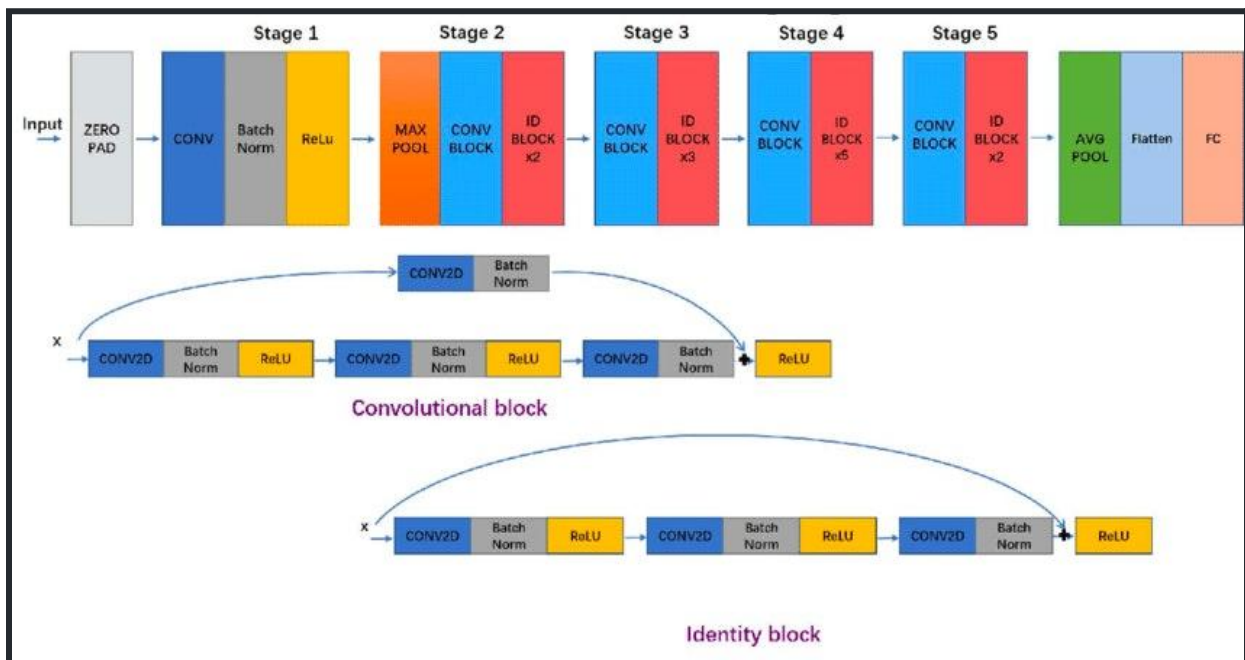 Stage 1
Stage 2
Stage 3
Stage 4
Stage 5
Input
ZERO
PAD
CONV
Batch
Norm
ReLu
MAX
POOL
CONV
BLOCK
ID
BLOCK
x2
CONV
BLOCK
ID
BLOCK
x3
CONV
BLOCK
ID
BLOCK
x5
CONV
BLOCK
ID
BLOCK
x2
AVG
POOL
Flatten
FC
CONV2D
Batch
Norm
x
CONV2D
Batch
Norm
ReLU
CONV2D
Batch
Norm
ReLU
CONV2D
Batch
Norm
+
ReLU
Convolutional block
x
CONV2D
Batch
Norm
ReLU
CONV2D
Batch
Norm
ReLU
CONV2D
Batch
Norm
+
ReLU
Identity block